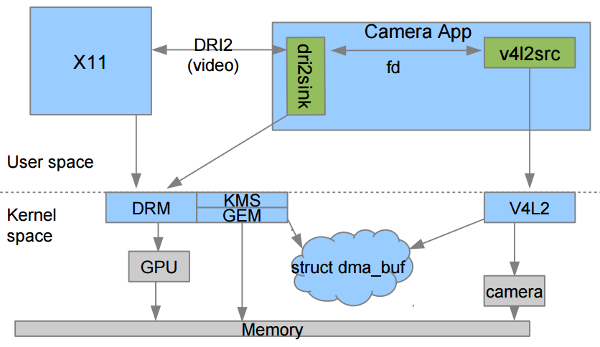 Camera App
X11
DRI2
(video)
dri2sink
fd
v4l2src
User space
Kernel
space
DRM
KMS
GEM
V4L2
GPU
struct dma_buf
camera
Memory